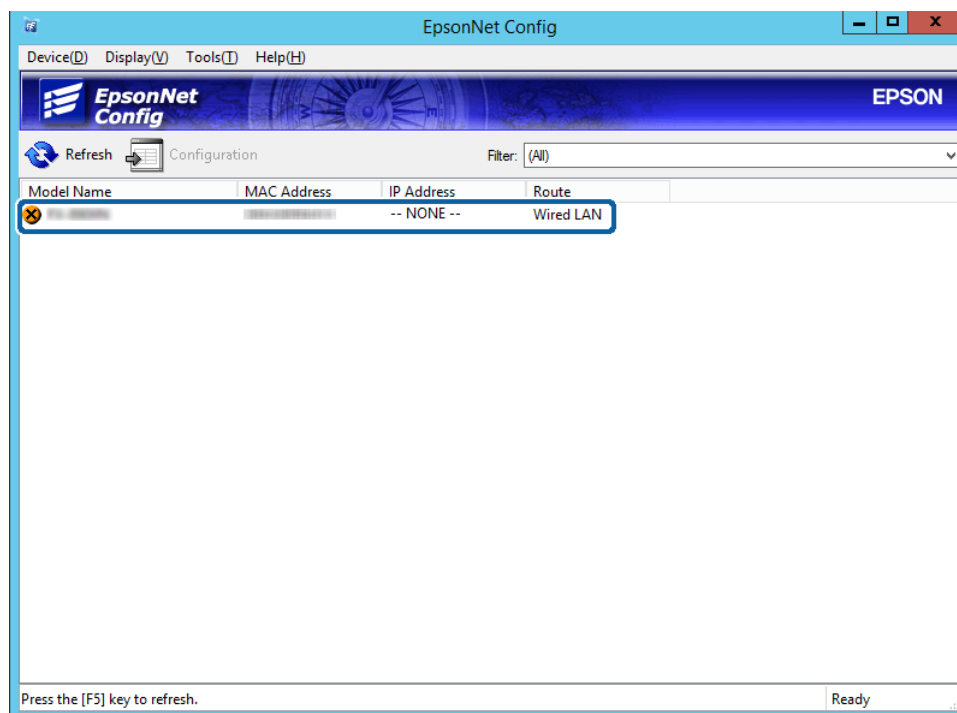 EpsonNet Config
Device(D) Display(V) Tools(T) Help(H)
EpsonNet
Config
EPSON
Refresh Configuration Filter: (All)
Model Name MAC Address IP Address Route
-- NONE -- Wired LAN
Press the [F5] key to refresh. Ready